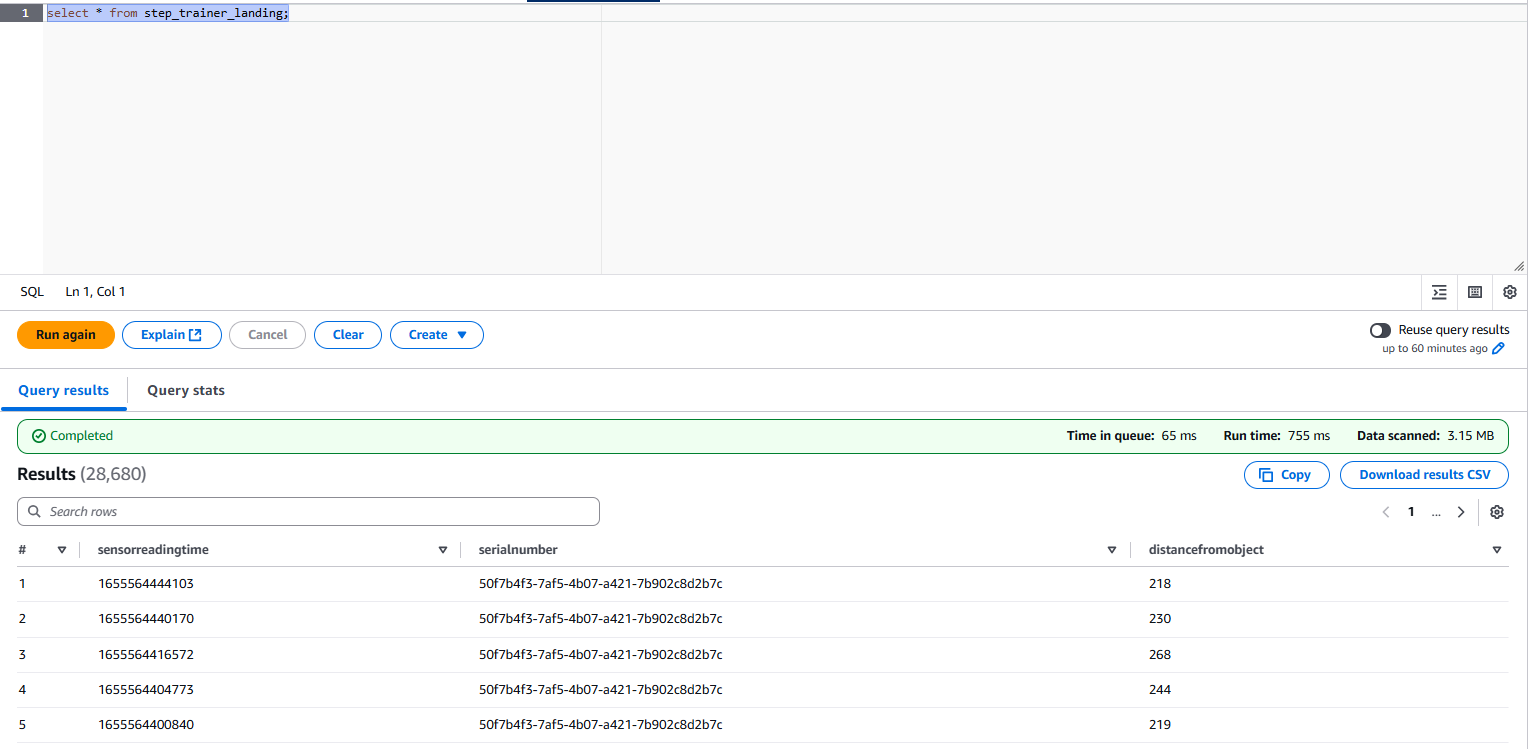 1 select * from step_trainer_landing;
SQL Ln 1, Col 1
Run again Explain Cancel Clear Create
Reuse query results
up to 60 minutes ago
Query results Query stats
Completed Time in queue: 65 ms Run time: 755 ms Data scanned: 3.15 MB
Results (28,680) Copy Download results CSV
Search rows 1 ...
# sensorreadingtime serialnumber distancefromobject
1 1655564444103 50f7b4f3-7af5-4b07-a421-7b902c8d2b7c 218
2 1655564440170 50f7b4f3-7af5-4b07-a421-7b902c8d2b7c 230
3 1655564416572 50f7b4f3-7af5-4b07-a421-7b902c8d2b7c 268
4 1655564404773 50f7b4f3-7af5-4b07-a421-7b902c8d2b7c 244
5 1655564400840 50f7b4f3-7af5-4b07-a421-7b902c8d2b7c 219